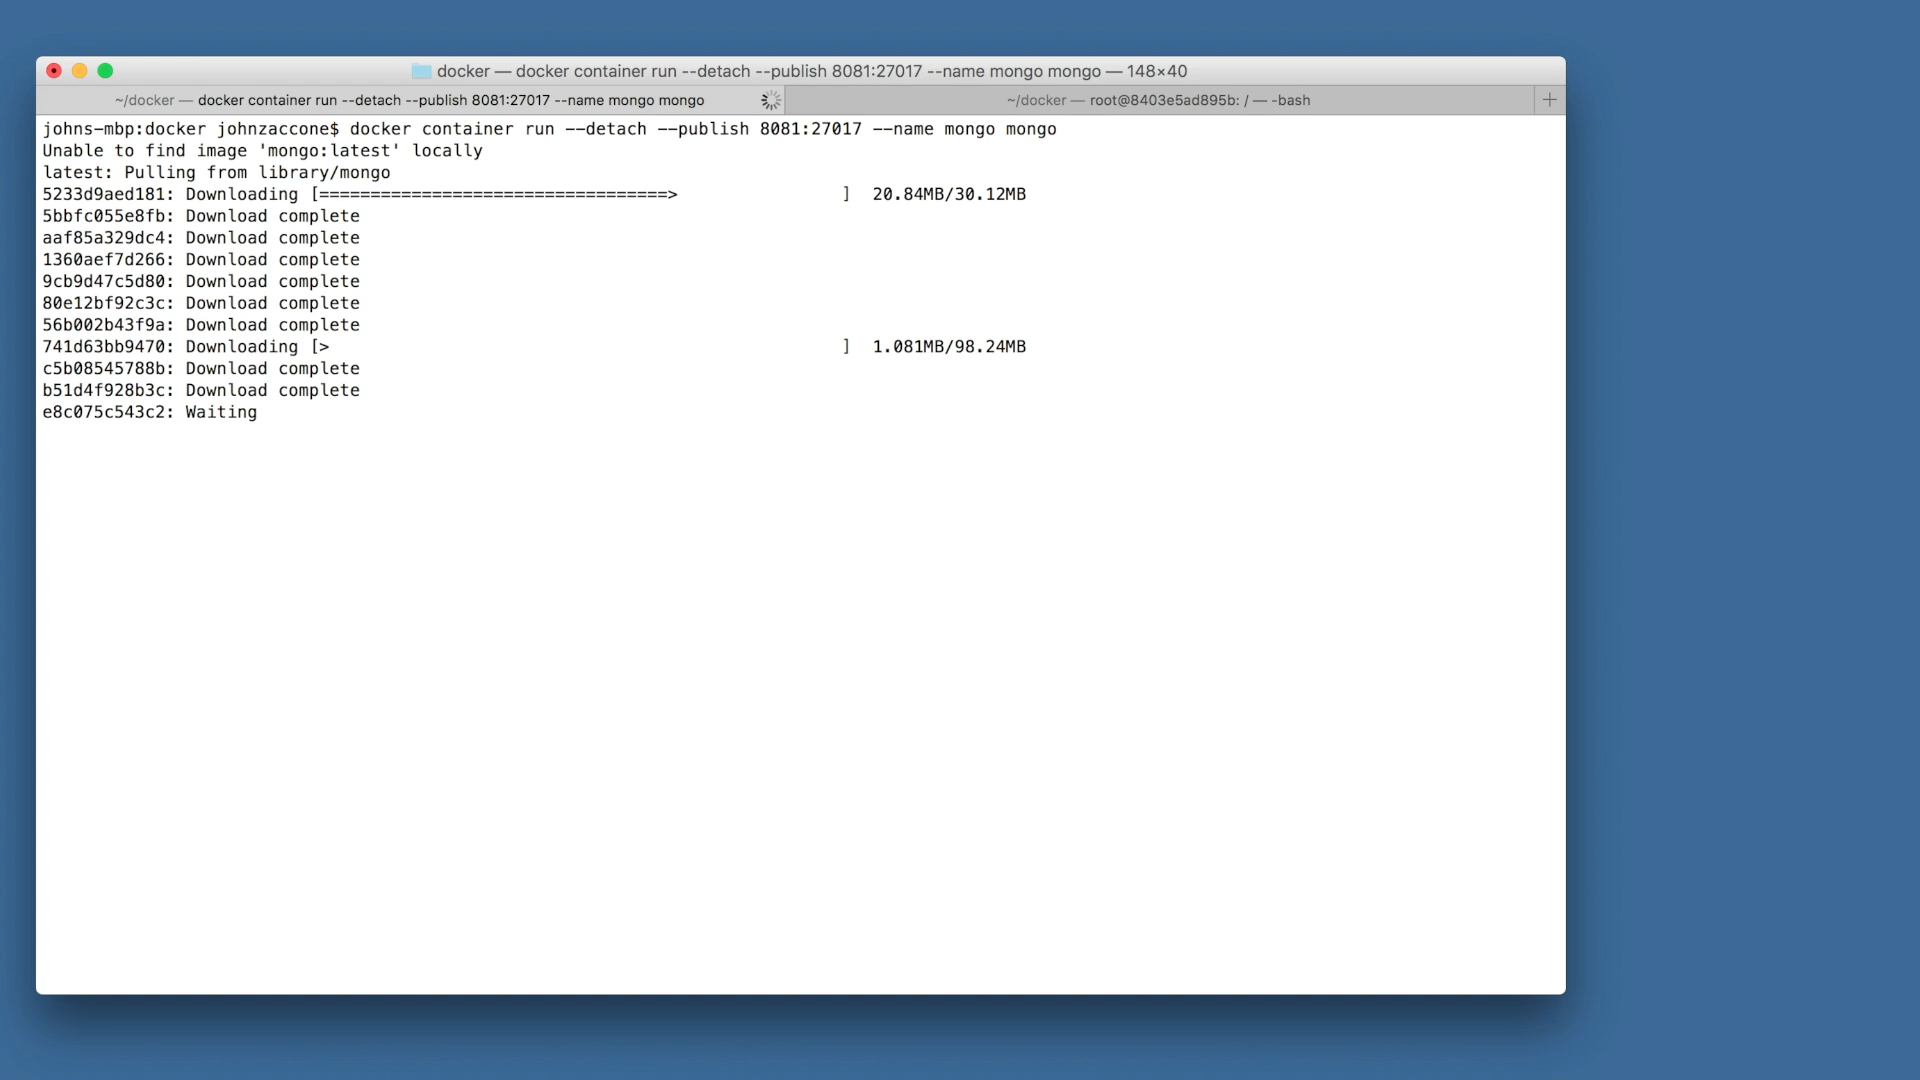 docker — docker container run --detach --publish 8081:27017 --name mongo mongo — 148×40
~/docker — docker container run --detach --publish 8081:27017 --name mongo mongo
~/docker — root@8403e5ad895b: / — -bash
johns-mbp:docker johnzaccone$ docker container run --detach --publish 8081:27017 --name mongo mongo
Unable to find image 'mongo:latest' locally
latest: Pulling from library/mongo
5233d9aed181: Downloading [==================================>                ]  20.84MB/30.12MB
5bbfc055e8fb: Download complete
aaf85a329dc4: Download complete
1360aef7d266: Download complete
9cb9d47c5d80: Download complete
80e12bf92c3c: Download complete
56b002b43f9a: Download complete
741d63bb9470: Downloading [>                                                  ]  1.081MB/98.24MB
c5b08545788b: Download complete
b51d4f928b3c: Download complete
e8c075c543c2: Waiting